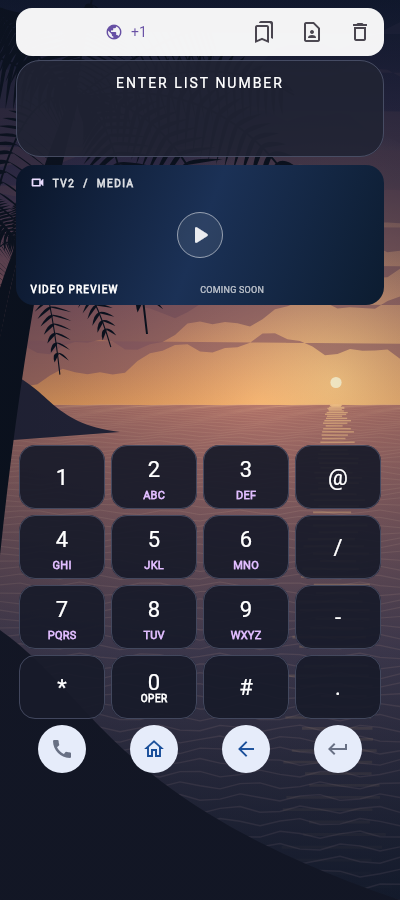 +1
ENTER LIST NUMBER
TV2 / MEDIA
VIDEO PREVIEW COMING SOON
1 2 3 @
ABC DEF
4 5 6 /
GHI JKL MNO
7 8 9 -
PQRS TUV WXYZ
* 0 # .
OPER